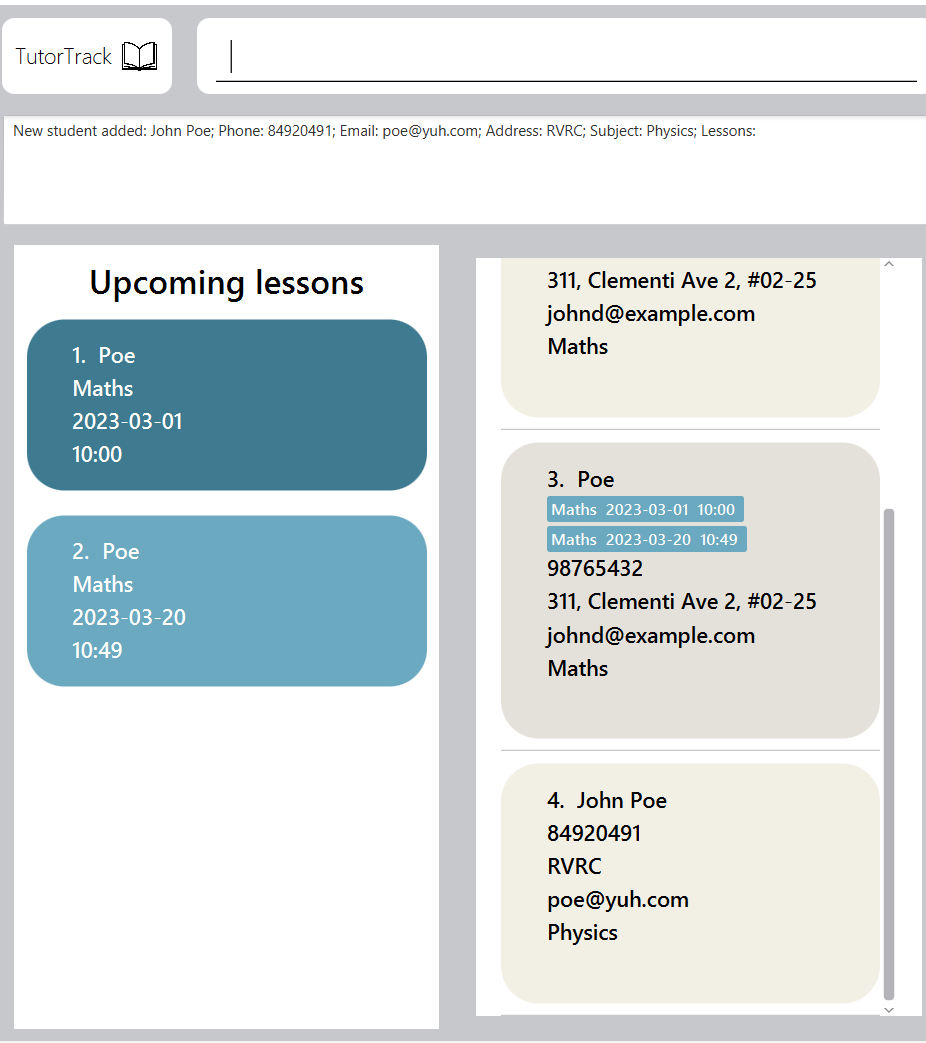 TutorTrack
New student added: John Poe; Phone: 84920491; Email: poe@yuh.com; Address: RVRC; Subject: Physics; Lessons:
Upcoming lessons
1. Poe
Maths
2023-03-01
10:00
2. Poe
Maths
2023-03-20
10:49
311, Clementi Ave 2, #02-25
johnd@example.com
Maths
3. Poe
Maths 2023-03-01 10:00
Maths 2023-03-20 10:49
98765432
311, Clementi Ave 2, #02-25
johnd@example.com
Maths
4. John Poe
84920491
RVRC
poe@yuh.com
Physics